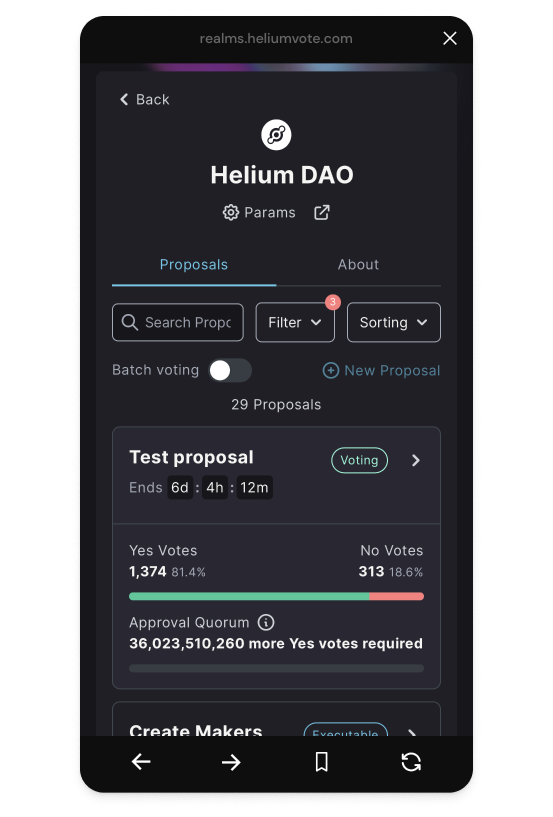 realms.heliumvote.com
Back
Helium DAO
Params
Proposals About
Search Propo
Filter 3 Sorting
Batch voting New Proposal
29 Proposals
Test proposal Voting
Ends 6d : 4h : 12m
Yes Votes No Votes
1,374 81.4% 313 18.6%
Approval Quorum
36,023,510,260 more Yes votes required
Create Makers Executable